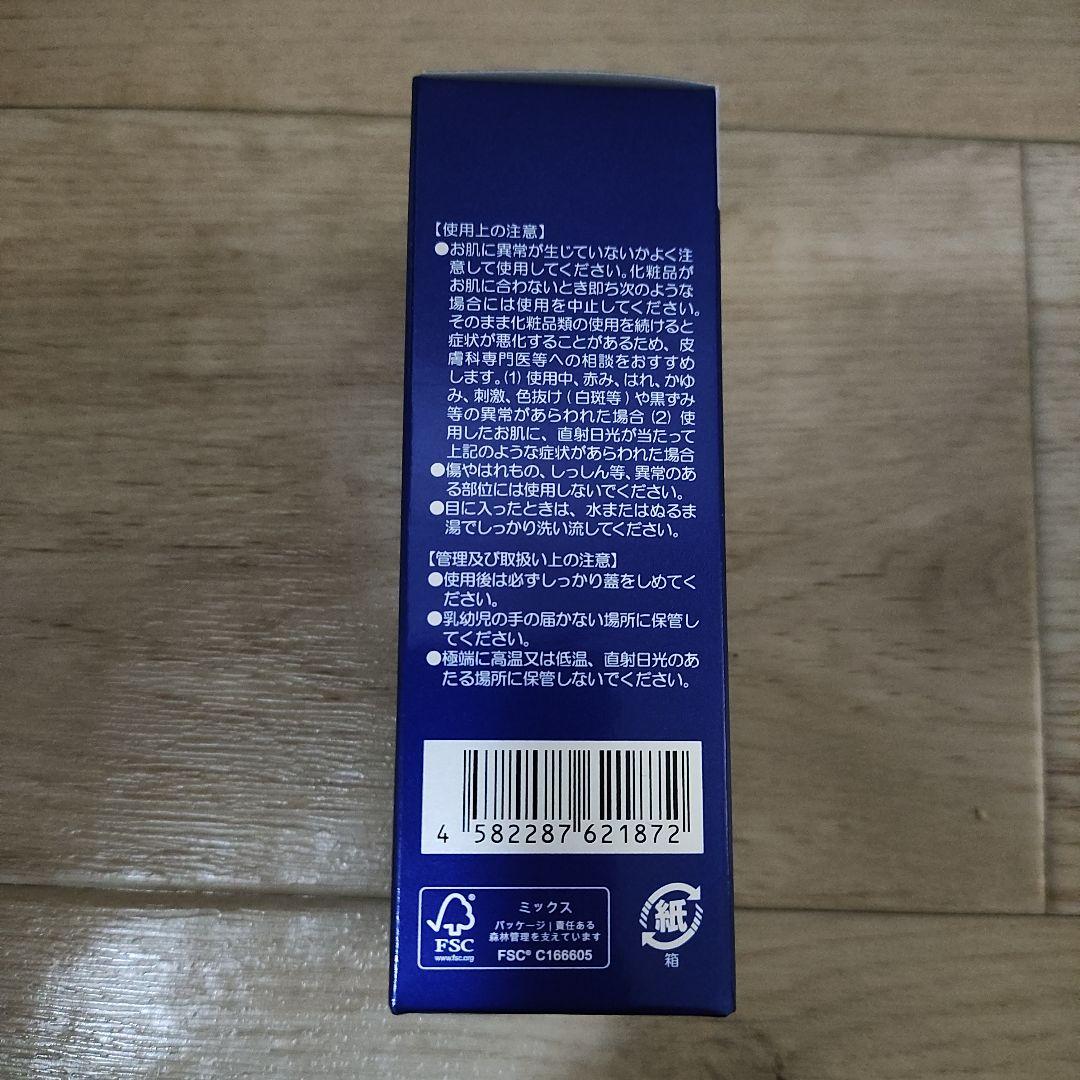 【使用上の注意】
●お肌に異常が生じていないかよく注
意して使用してください。化粧品が
お肌に合わないとき即ち次のような
場合には使用を中止してください。
そのまま化粧品類の使用を続けると
症状が悪化することがあるため、皮
膚科専門医等への相談をおすすめ
します。(1) 使用中、赤み、はれ、かゆ
み、刺激、色抜け(白斑等)や黒ずみ
等の異常があらわれた場合 (2) 使
用したお肌に、直射日光が当たって
上記のような症状があらわれた場合
●傷やはれもの、しっしん等、異常のあ
る部位には使用しないでください。
●目に入ったときは、水またはぬるま
湯でしっかり洗い流してください。
【管理及び取扱い上の注意】
●使用後は必ずしっかり蓋をしめてく
ださい。
●乳幼児の手の届かない場所に保管し
てください。
●極端に高温又は低温、直射日光のあ
たる場所に保管しないでください。
4 582287 621872
FSC
www.fsc.org
ミックス
パッケージ|責任ある
森林管理を支えています
FSC® C166605
紙
箱